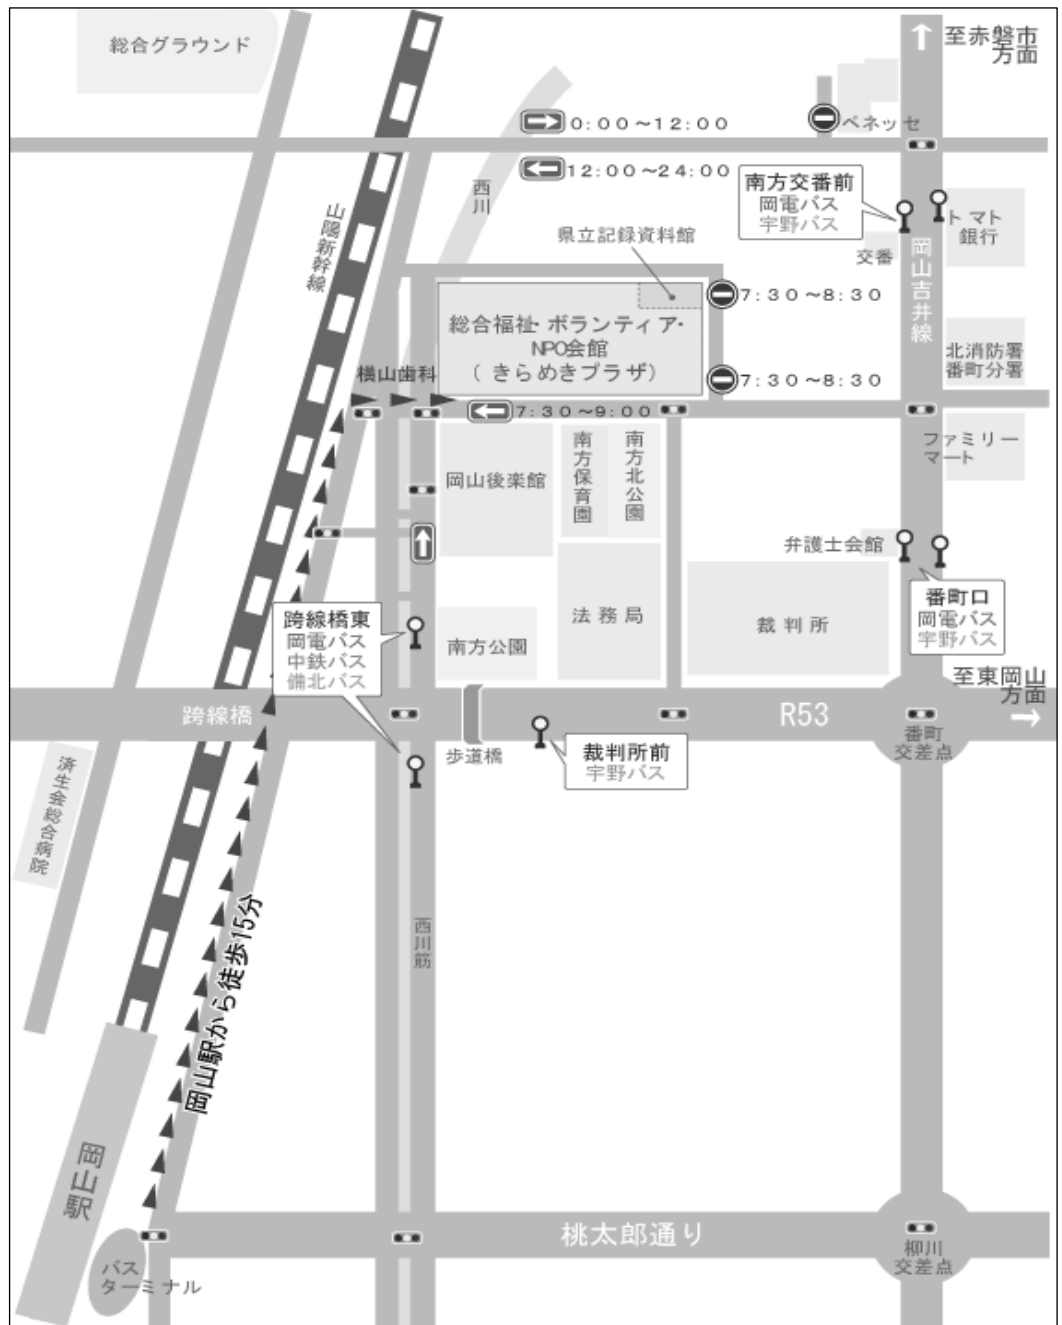 総合グラウンド
至赤磐市
方面
0:00～12:00
ベネッセ
12:00～24:00
西川
南方交番前
岡電バス
宇野バス
山陽新幹線
県立記録資料館
交番
トマト
銀行
岡山吉井線
7:30～8:30
総合福祉・ボランティア・
NPO会館
(きらめきプラザ)
北消防署
番町分署
横山歯科
7:30～8:30
7:30～9:00
ファミリー
マート
岡山後楽館
南方保育園
南方北公園
弁護士会館
番町口
岡電バス
宇野バス
跨線橋東
岡電バス
中鉄バス
備北バス
南方公園
法務局
裁判所
至東岡山
方面
跨線橋
R53
番町
交差点
歩道橋
裁判所前
宇野バス
済生会総合病院
岡山駅から徒歩15分
西川筋
岡山駅
桃太郎通り
柳川
交差点
バス
ターミナル